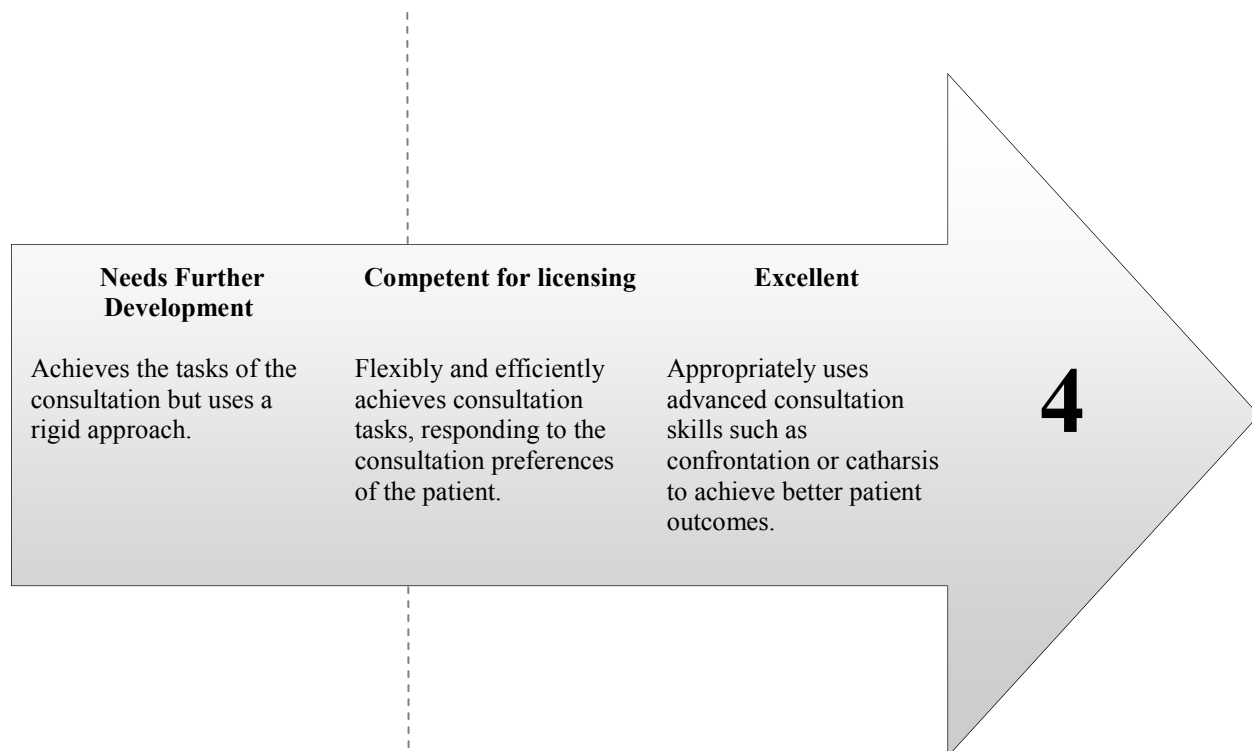 Needs Further
Development
Achieves the tasks of the
consultation but uses a
rigid approach.
Competent for licensing
Flexibly and efficiently
achieves consultation
tasks, responding to the
consultation preferences
of the patient.
Excellent
Appropriately uses
advanced consultation
skills such as
confrontation or catharsis
to achieve better patient
outcomes.
4